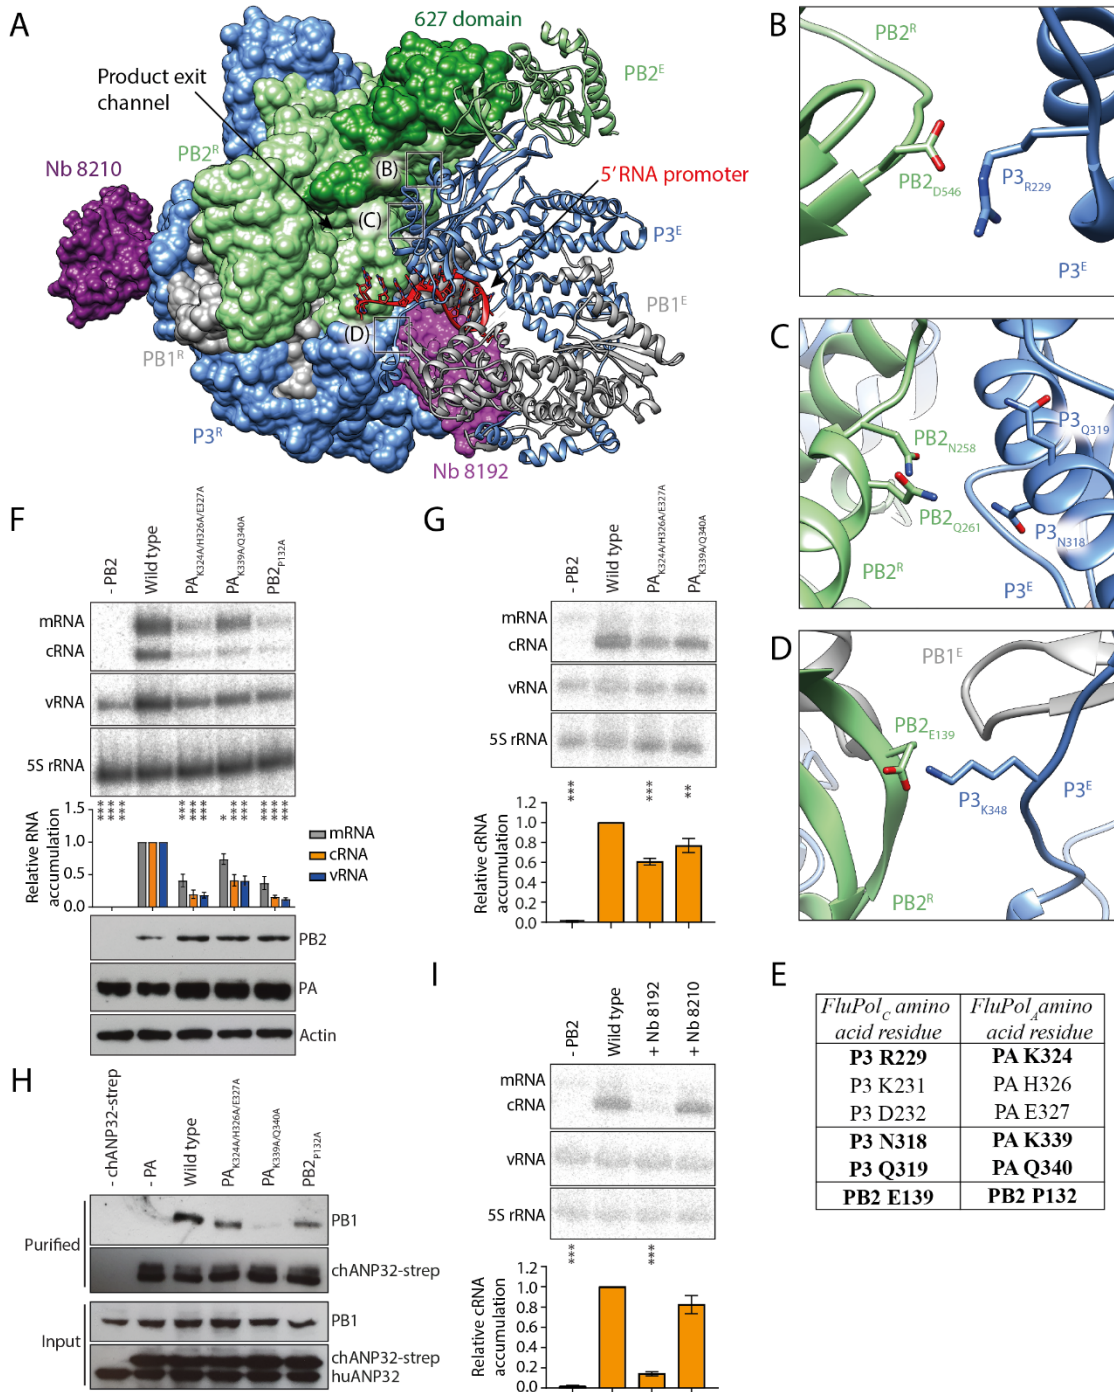 A
627 domain
PB2E
Product exit
channel
PB2R
Nb 8210
(B)
5′RNA promoter
(C)
P3E
PB1E
(D)
PB1R
P3R
Nb 8192
B
PB2R
PB2D546
P3R229
P3E
C
PB2N258
P3Q319
PB2Q261
P3N318
PB2R
P3E
D
PB1E
PB2E139
P3K348
P3E
PB2R
E
FluPolC amino acid residue FluPolA amino acid residue
P3 R229 PA K324
P3 K231 PA H326
P3 D232 PA E327
P3 N318 PA K339
P3 Q319 PA Q340
PB2 E139 PB2 P132
F
- PB2
Wild type
PAK324A/H326A/E327A
PAK339A/Q340A
PB2P132A
mRNA
cRNA
vRNA
5S rRNA
*** *** *** *** *** *** * *** *** *** *** ***
Relative RNA
accumulation
1.5
1.0
0.5
0.0
mRNA
cRNA
vRNA
PB2
PA
Actin
G
- PB2
Wild type
PAK324A/H326A/E327A
PAK339A/Q340A
mRNA
cRNA
vRNA
5S rRNA
*** *** **
Relative cRNA
accumulation
1.2
1.0
0.8
0.6
0.4
0.2
0.0
H
- chANP32-strep
- PA
Wild type
PAK324A/H326A/E327A
PAK339A/Q340A
PB2P132A
Purified
PB1
chANP32-strep
Input
PB1
chANP32-strep
huANP32
I
- PB2
Wild type
+ Nb 8192
+ Nb 8210
mRNA
cRNA
vRNA
5S rRNA
*** ***
Relative cRNA
accumulation
1.2
1.0
0.8
0.6
0.4
0.2
0.0